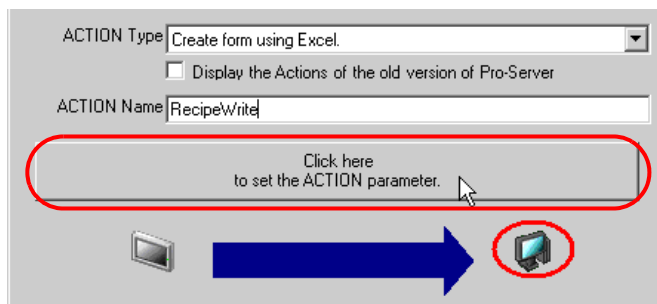 ACTION Type Create form using Excel.
Display the Actions of the old version of Pro-Server
ACTION Name RecipeWrite
Click here
to set the ACTION parameter.